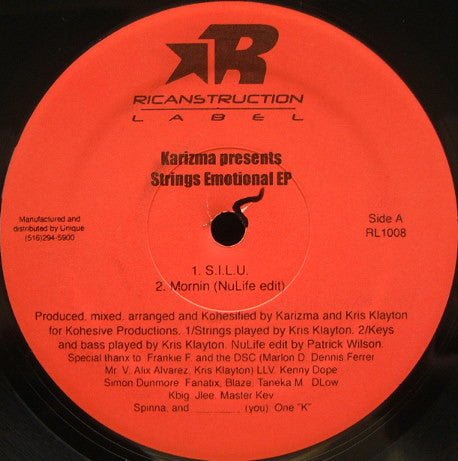 R
RICANSTRUCTION
LABEL
Karizma presents
Strings Emotional EP
Manufactured and
distributed by Unique
(516)294-5900
Side A
RL1008
1. S.I.L.U.
2. Mornin (NuLife edit)
Produced, mixed, arranged and Kohesified by Karizma and Kris Klayton
for Kohesive Productions. 1/Strings played by Kris Klayton. 2/Keys
and bass played by Kris Klayton. NuLife edit by Patrick Wilson.
Special thanx to Frankie F. and the DSC (Marlon D, Dennis Ferrer
Mr. V. Alix Alvarez, Kris Klayton) LLV. Kenny Dope
Simon Dunmore. Fanatix, Blaze, Taneka M. DLow
Kbig. Jlee. Master Kev
Spinna, and __________ (you) One "K"